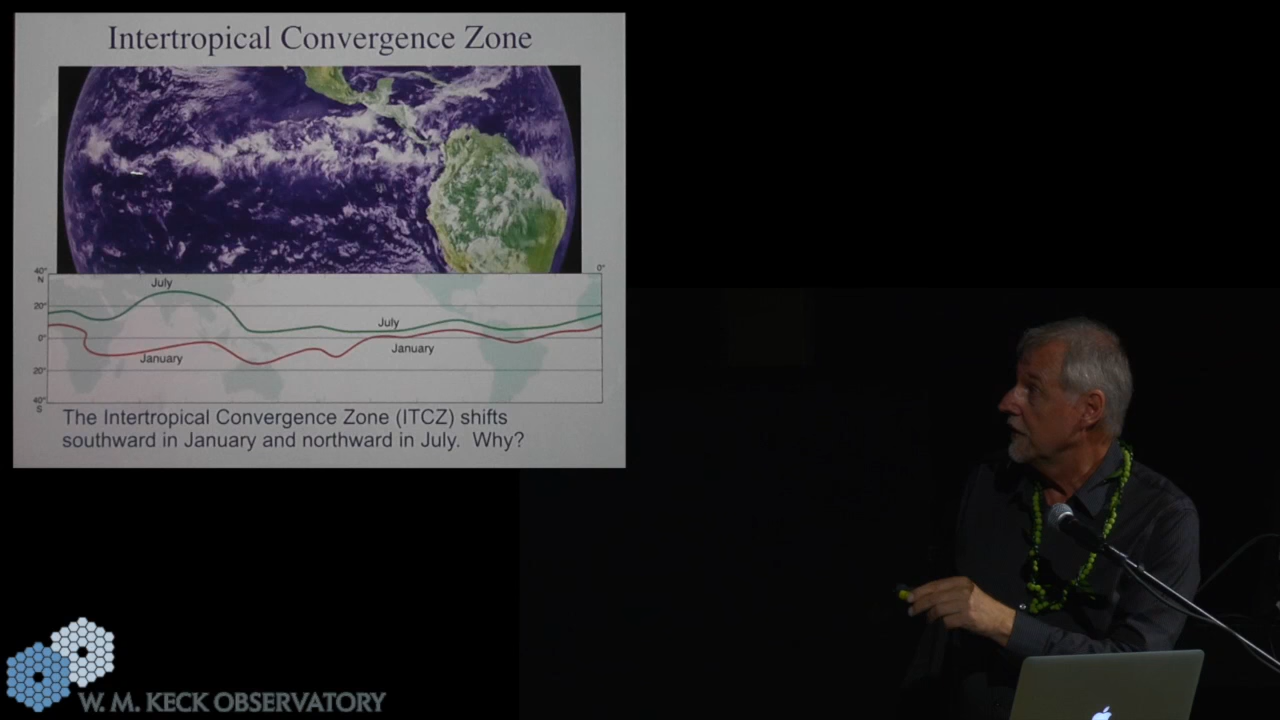 Intertropical Convergence Zone
40°
N
0°
July
20°
July
0°
January
January
20°
40°
S
The Intertropical Convergence Zone (ITCZ) shifts
southward in January and northward in July. Why?
W. M. KECK OBSERVATORY